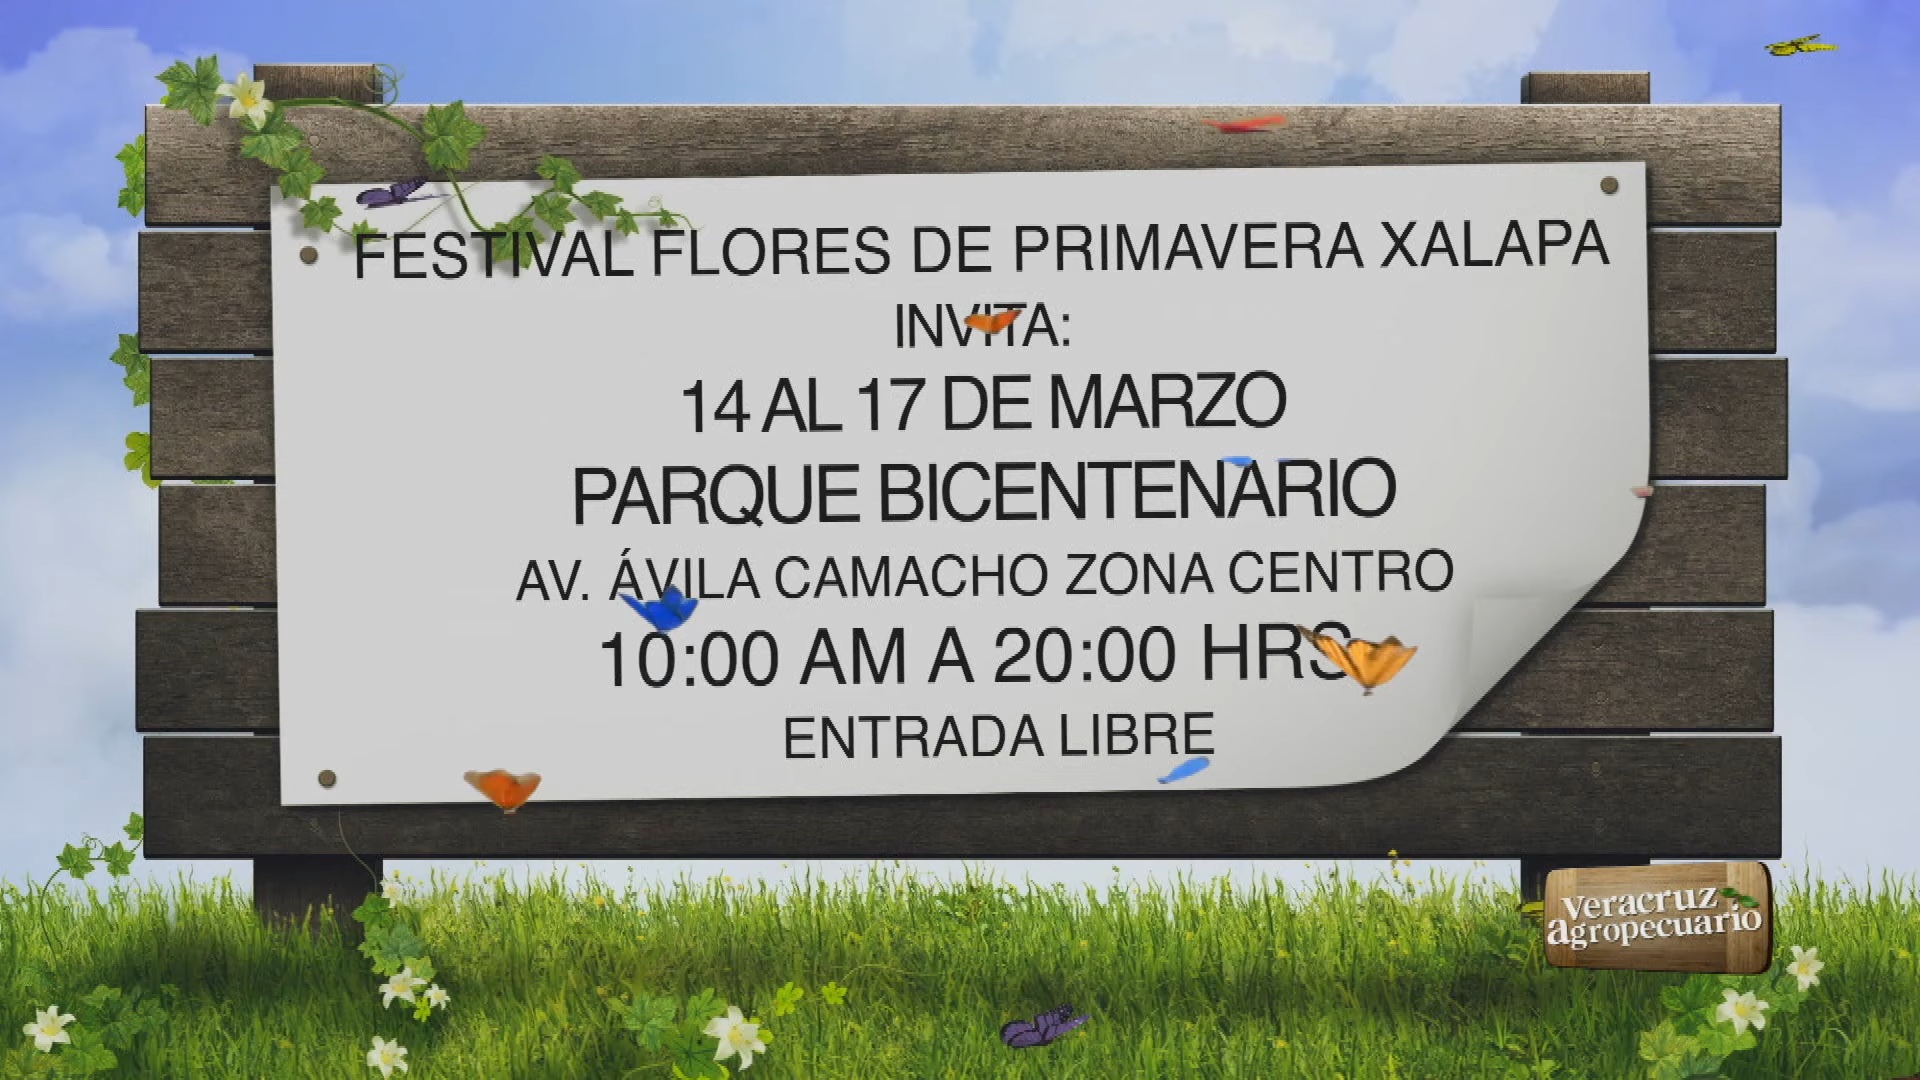 FESTIVAL FLORES DE PRIMAVERA XALAPA
INVITA:
14 AL 17 DE MARZO
PARQUE BICENTENARIO
AV. ÁVILA CAMACHO ZONA CENTRO
10:00 AM A 20:00 HRS
ENTRADA LIBRE
veracruz
agropecuario